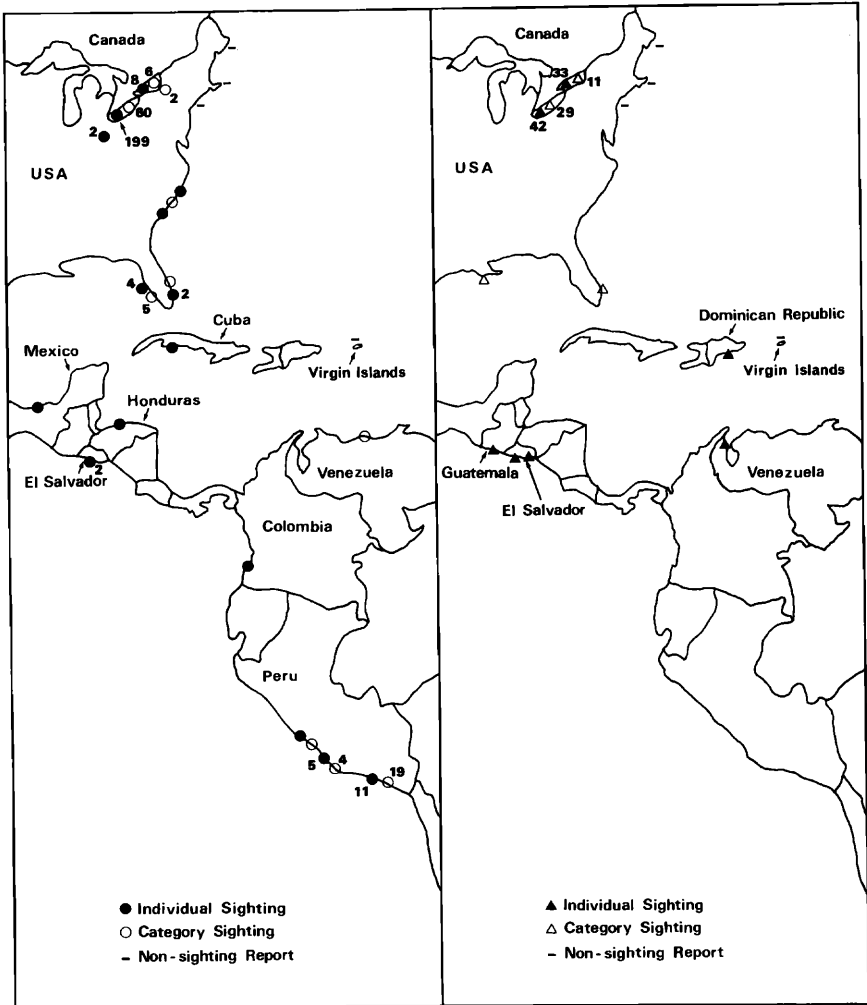 Canada
6
8
2
60
199
2
USA
4
5
2
Cuba
Mexico
Virgin Islands
Honduras
2
El Salvador
Venezuela
Colombia
Peru
5
4
11
19
Individual Sighting
Category Sighting
– Non-sighting Report
Canada
33
11
29
42
USA
Dominican Republic
Virgin Islands
Guatemala
El Salvador
Venezuela
Individual Sighting
Category Sighting
– Non-sighting Report